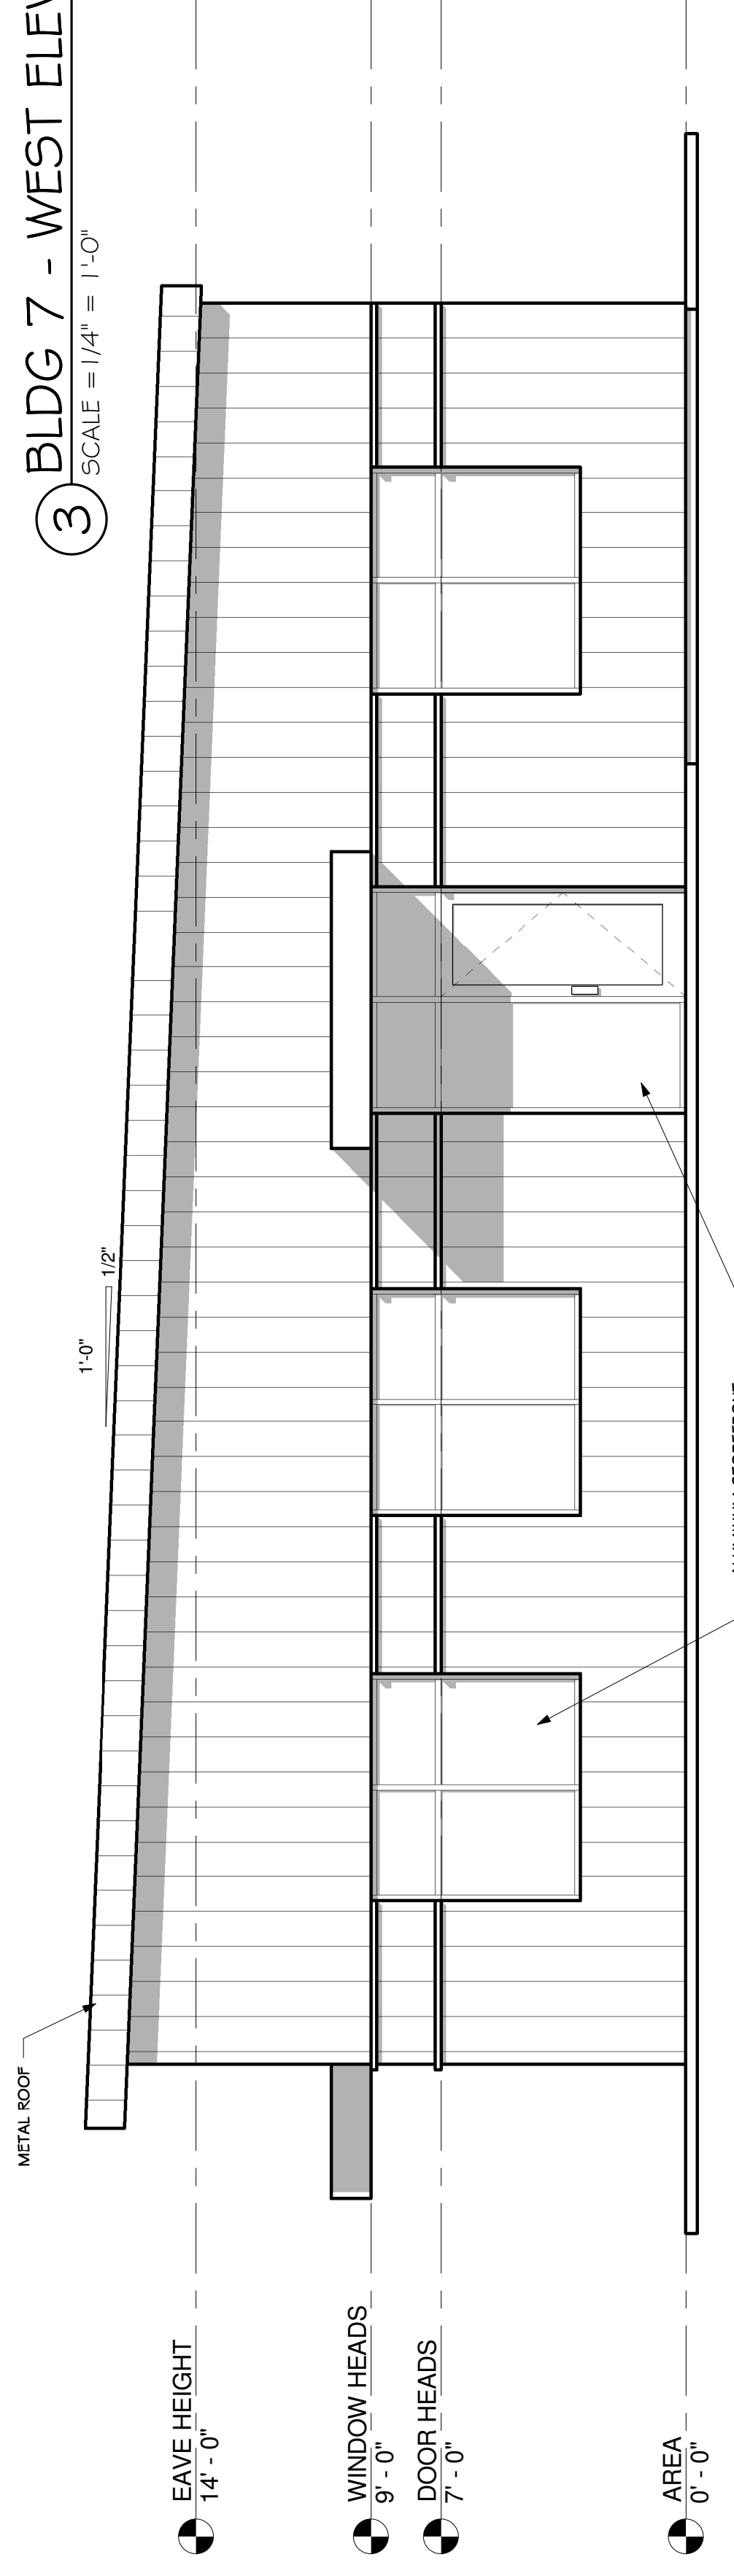 3
BLDG 7 - WEST
SCALE = 1/4" = 1'-0"
1'-0"
1/2"
METAL ROOF
EAVE HEIGHT
14' - 0"
WINDOW HEADS
9' - 0"
DOOR HEADS
7' - 0"
AREA
0' - 0"